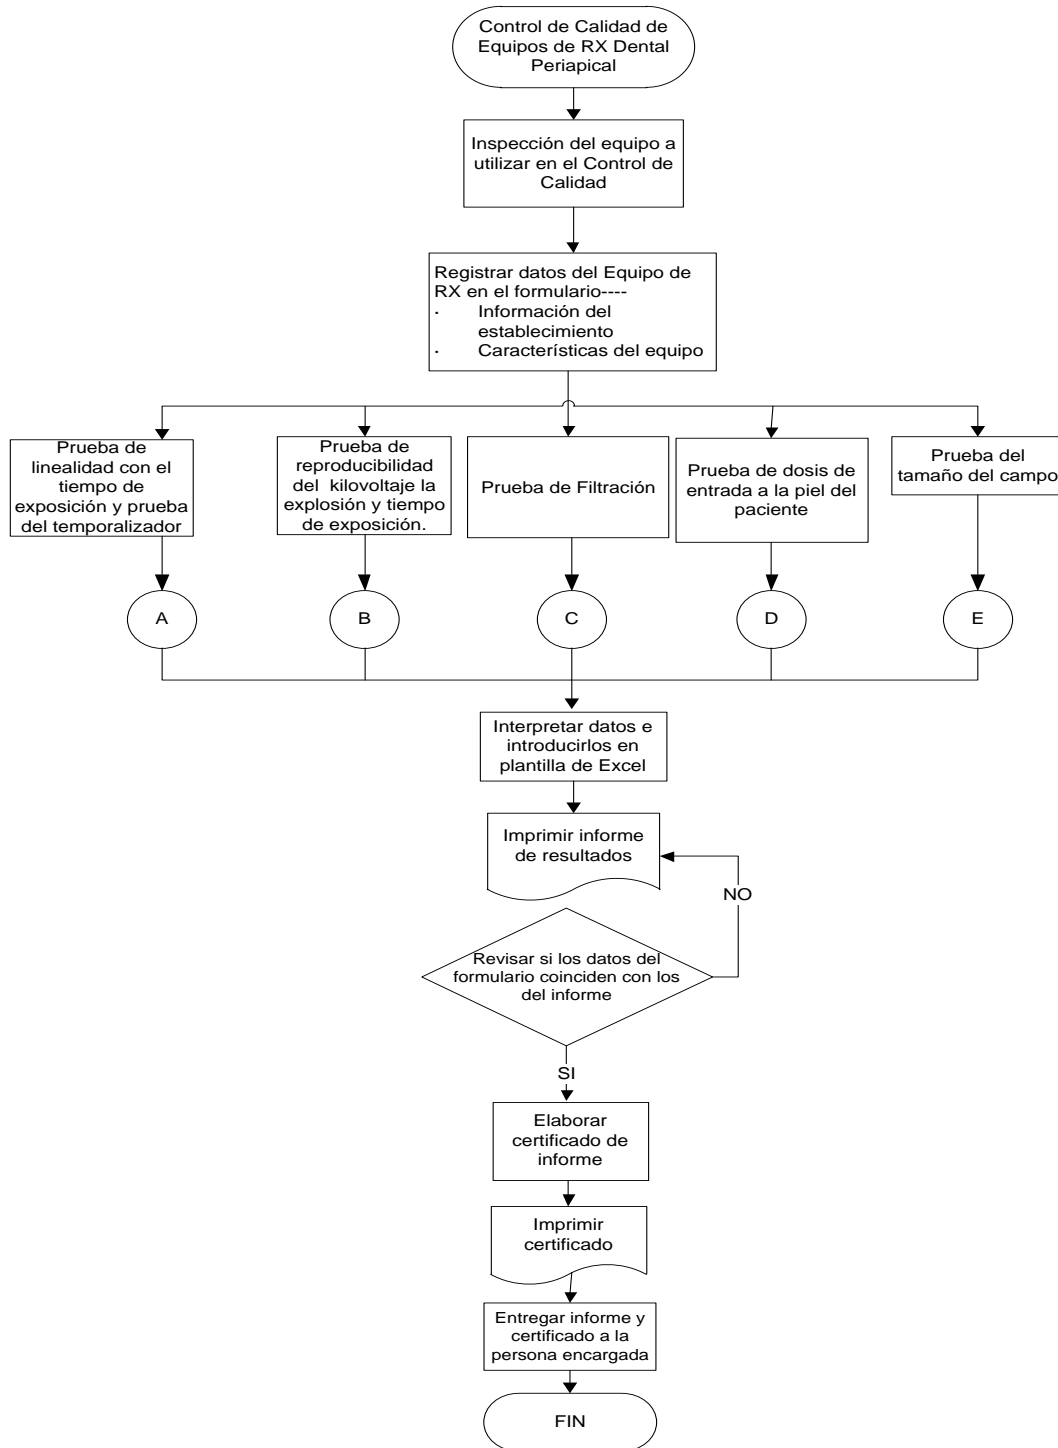 Control de Calidad de
Equipos de RX Dental
Periapical
Inspección del equipo a
utilizar en el Control de
Calidad
Registrar datos del Equipo de
RX en el formulario----
· Información del
establecimiento
· Características del equipo
Prueba de
linealidad con el
tiempo de
exposición y prueba
del temporalizador
Prueba de
reproducibilidad
del kilovoltaje la
explosión y tiempo
de exposición.
Prueba de Filtración
Prueba de dosis de
entrada a la piel del
paciente
Prueba del
tamaño del campo
A
B
C
D
E
Interpretar datos e
introducirlos en
plantilla de Excel
Imprimir informe
de resultados
NO
Revisar si los datos del
formulario coinciden con los
del informe
SI
Elaborar
certificado de
informe
Imprimir
certificado
Entregar informe y
certificado a la
persona encargada
FIN